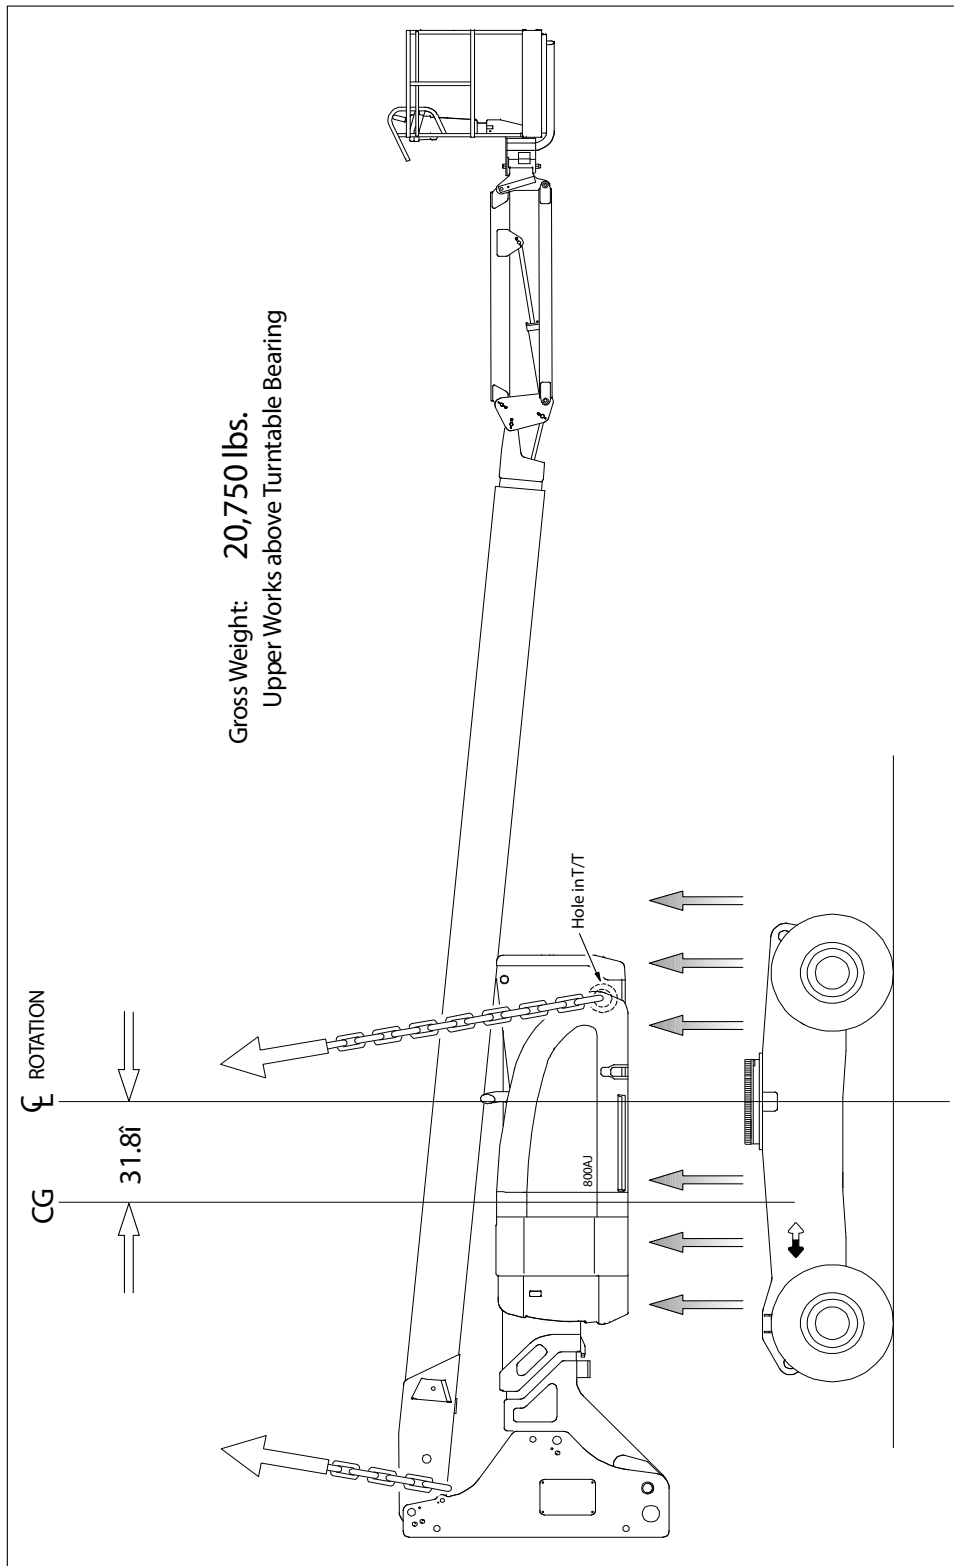 Gross Weight: 20,750 lbs.
Upper Works above Turntable Bearing
CG
31.8î
℄ ROTATION
Hole in T/T
800AJ